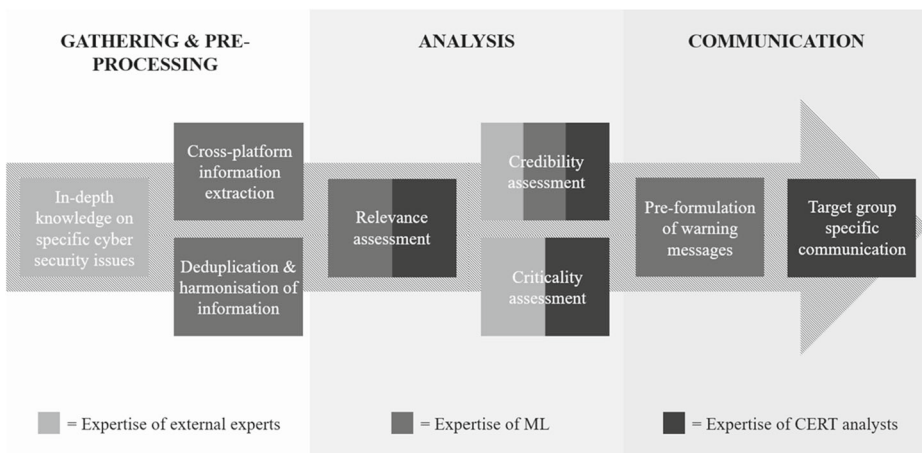 GATHERING & PRE-
PROCESSING
ANALYSIS
COMMUNICATION
In-depth
knowledge on
specific cyber
security issues
Cross-platform
information
extraction
Deduplication &
harmonisation of
information
Relevance
assessment
Credibility
assessment
Criticality
assessment
Pre-formulation
of warning
messages
Target group
specific
communication
= Expertise of external experts
= Expertise of ML
= Expertise of CERT analysts